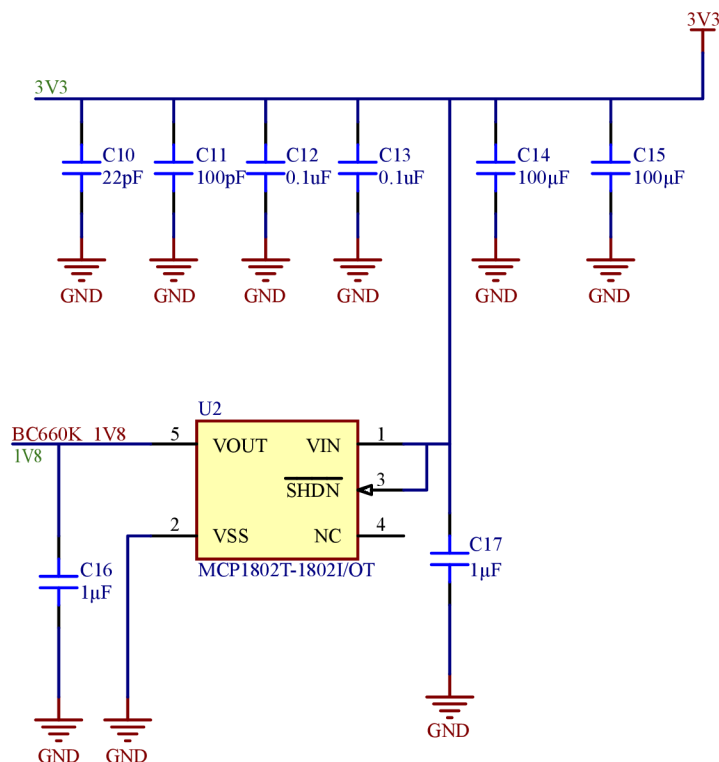 3V3
3V3
C10
22pF
C11
100pF
C12
0.1uF
C13
0.1uF
C14
100µF
C15
100µF
GND
GND
GND
GND
GND
GND
U2
BC660K_1V8
1V8
5
VOUT
VIN
1
SHDN
3
2
VSS
NC
4
MCP1802T-1802I/OT
C16
1µF
C17
1µF
GND
GND
GND